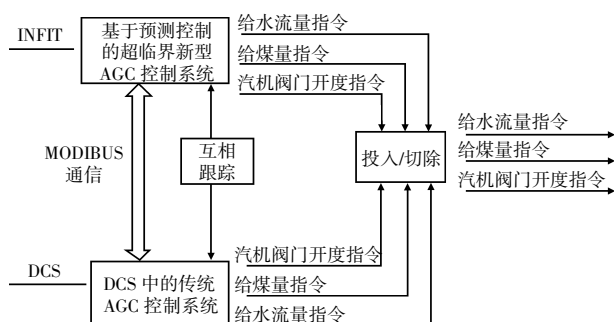 INFIT
基于预测控制
的超临界新型
AGC 控制系统
给水流量指令
给煤量指令
汽机阀门开度指令
MODIBUS
通信
互相
跟踪
投入/切除
给水流量指令
给煤量指令
汽机阀门开度指令
DCS
DCS 中的传统
AGC 控制系统
汽机阀门开度指令
给煤量指令
给水流量指令